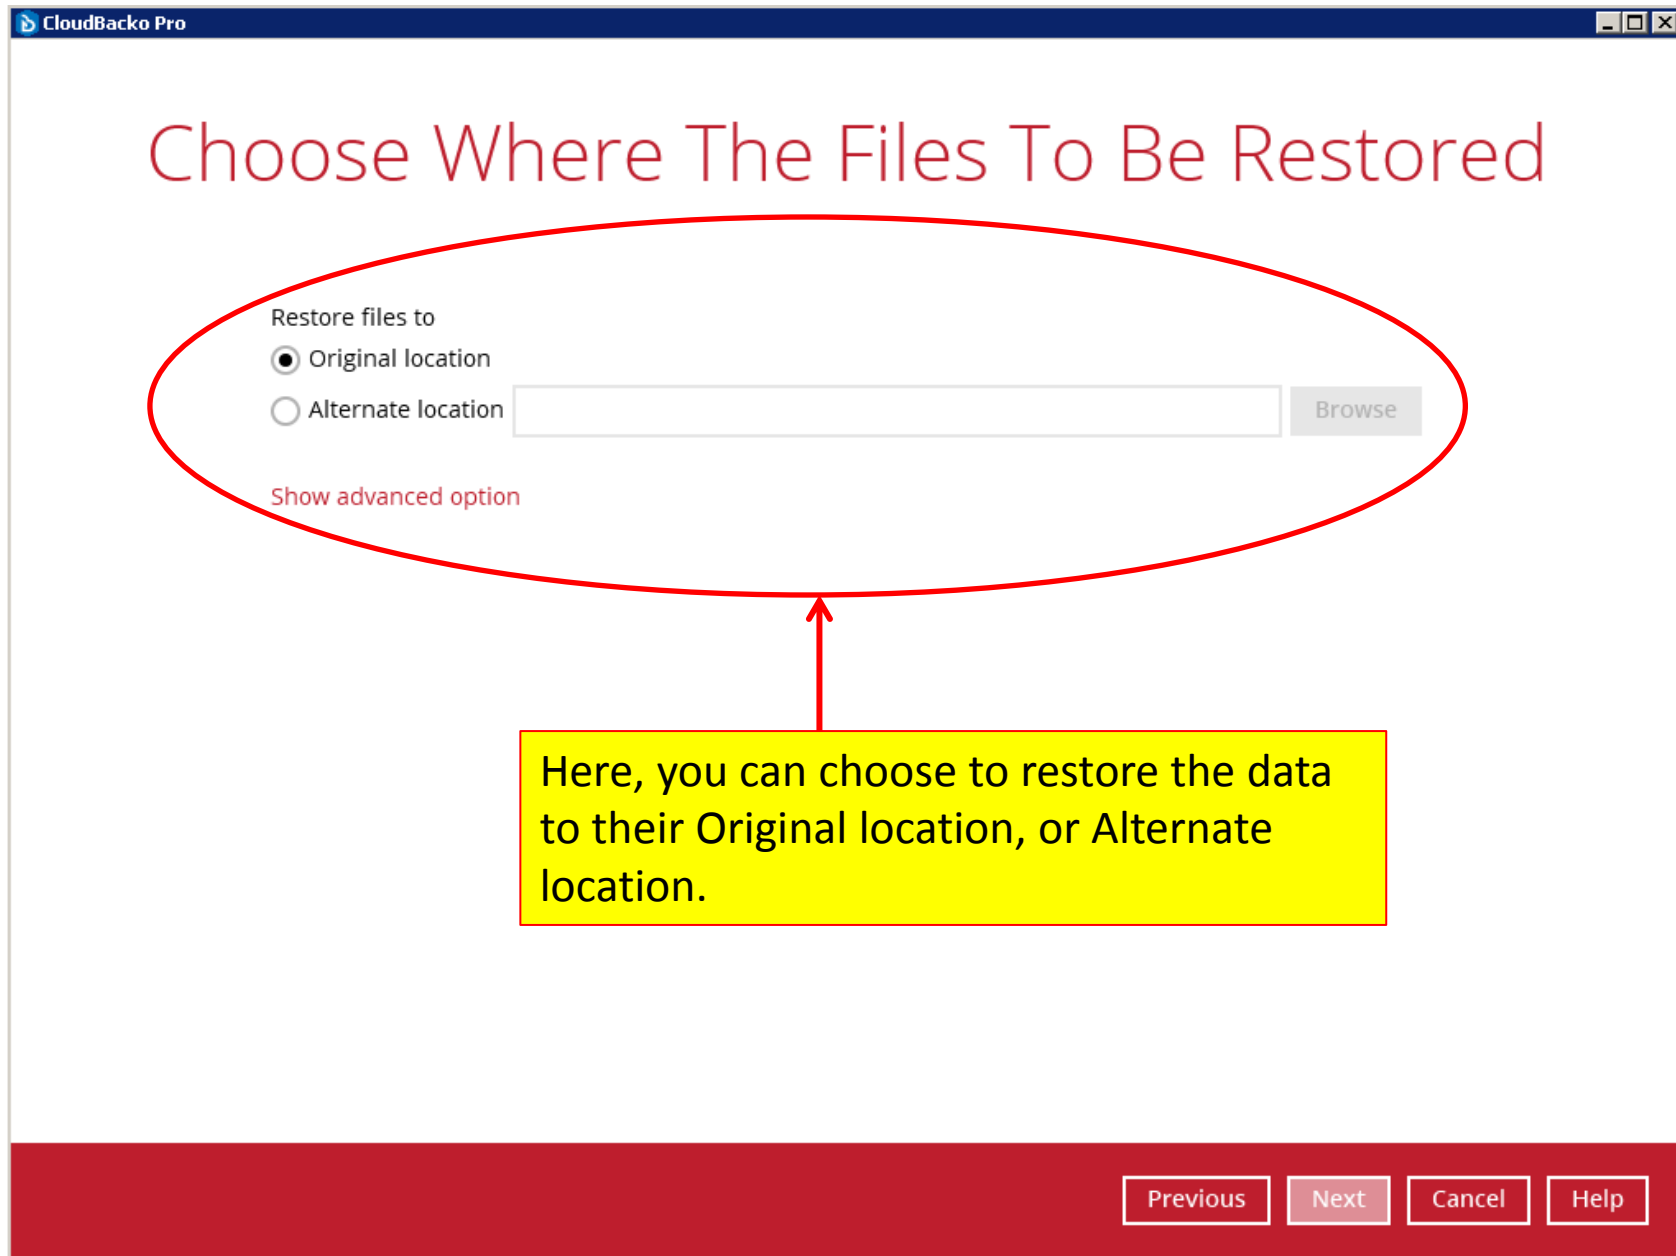 CloudBacko Pro
Choose Where The Files To Be Restored
Restore files to
Original location
Alternate location Browse
Show advanced option
Here, you can choose to restore the data
to their Original location, or Alternate
location.
Previous Next Cancel Help